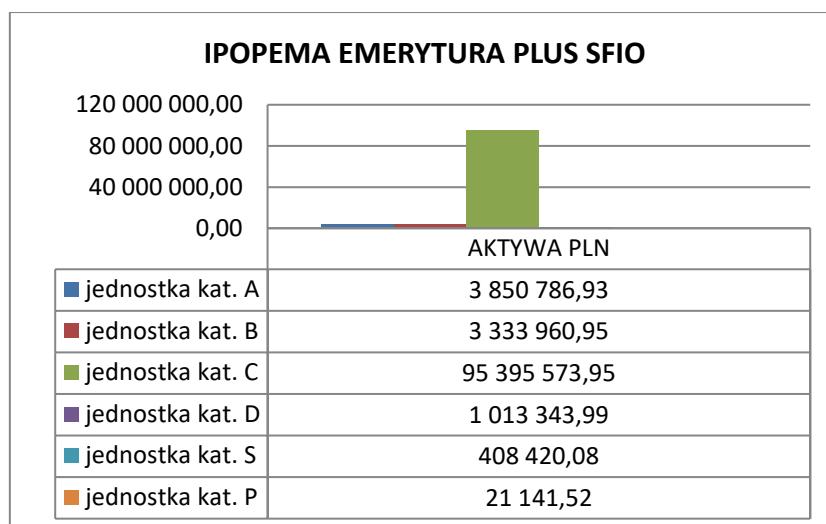 IPOPEMA EMERYTURA PLUS SFIO
120 000 000,00
80 000 000,00
40 000 000,00
0,00
AKTYWA PLN
jednostka kat. A 3 850 786,93
jednostka kat. B 3 333 960,95
jednostka kat. C 95 395 573,95
jednostka kat. D 1 013 343,99
jednostka kat. S 408 420,08
jednostka kat. P 21 141,52